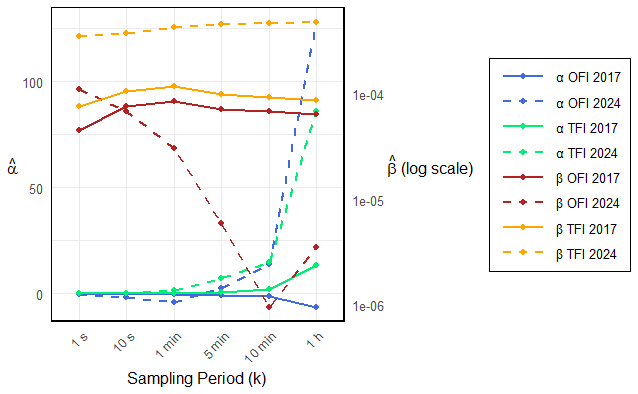 100
50
0
α^
1 s
10 s
1 min
5 min
10 min
1 h
Sampling Period (k)
1e-04
1e-05
1e-06
β̂ (log scale)
α OFI 2017
α OFI 2024
α TFI 2017
α TFI 2024
β OFI 2017
β OFI 2024
β TFI 2017
β TFI 2024